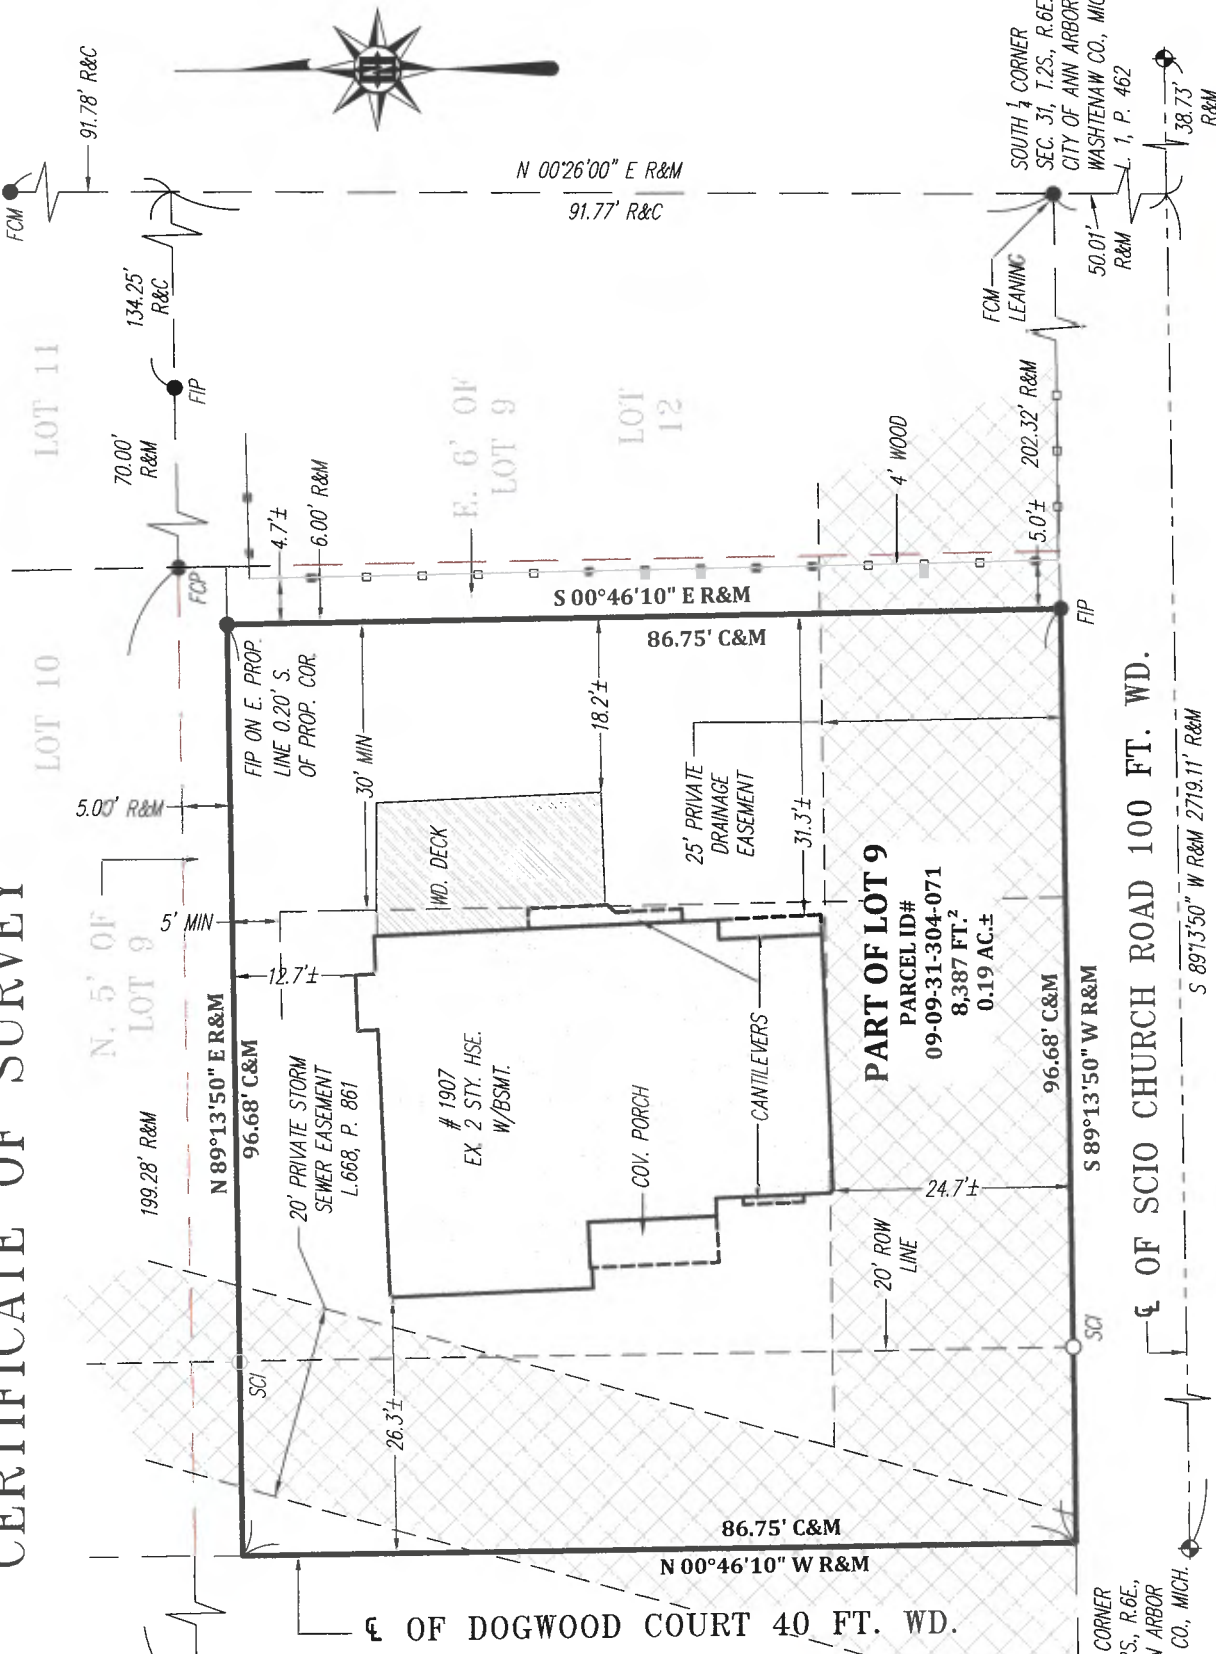 CERTIFICATE OF SURVEY
91.78' R&C
FCM
N 00°26'00" E R&M
91.77' R&C
SOUTH 1/4 CORNER
SEC. 31, T.2S., R.6E.
CITY OF ANN ARBOR
WASHTENAW CO., MIC
L. 1, P. 462
38.73'
R&M
50.01'
R&M
FCM
LEANING
134.25'
R&C
FIP
70.00'
R&M
LOT 11
FCP
4.7'±
6.00' R&M
E. 6' OF
LOT 9
LOT
12
4' WOOD
202.32' R&M
5.0'±
S 00°46'10" E R&M
86.75' C&M
FIP
LOT 10
5.00' R&M
FIP ON E. PROP.
LINE 0.20' S.
OF PROP. COR.
30' MIN
18.2'±
31.3'±
25' PRIVATE
DRAINAGE
EASEMENT
WD. DECK
N. 5' OF
LOT 9
5' MIN
12.7'±
N 89°13'50" E R&M
96.68' C&M
199.28' R&M
20' PRIVATE STORM
SEWER EASEMENT
L.668, P. 861
# 1907
EX. 2 STY. HSE.
W/BSMT.
COV. PORCH
CANTILEVERS
PART OF LOT 9
PARCEL ID#
09-09-31-304-071
8,387 FT.²
0.19 AC.±
96.68' C&M
S 89°13'50" W R&M
℄ OF SCIO CHURCH ROAD 100 FT. WD.
S 89°13'50" W R&M 2719.11' R&M
24.7'±
20' ROW
LINE
SCI
SCI
26.3'±
86.75' C&M
N 00°46'10" W R&M
℄ OF DOGWOOD COURT 40 FT. WD.
CORNER
S., R.6E.,
N ARBOR
CO., MICH.